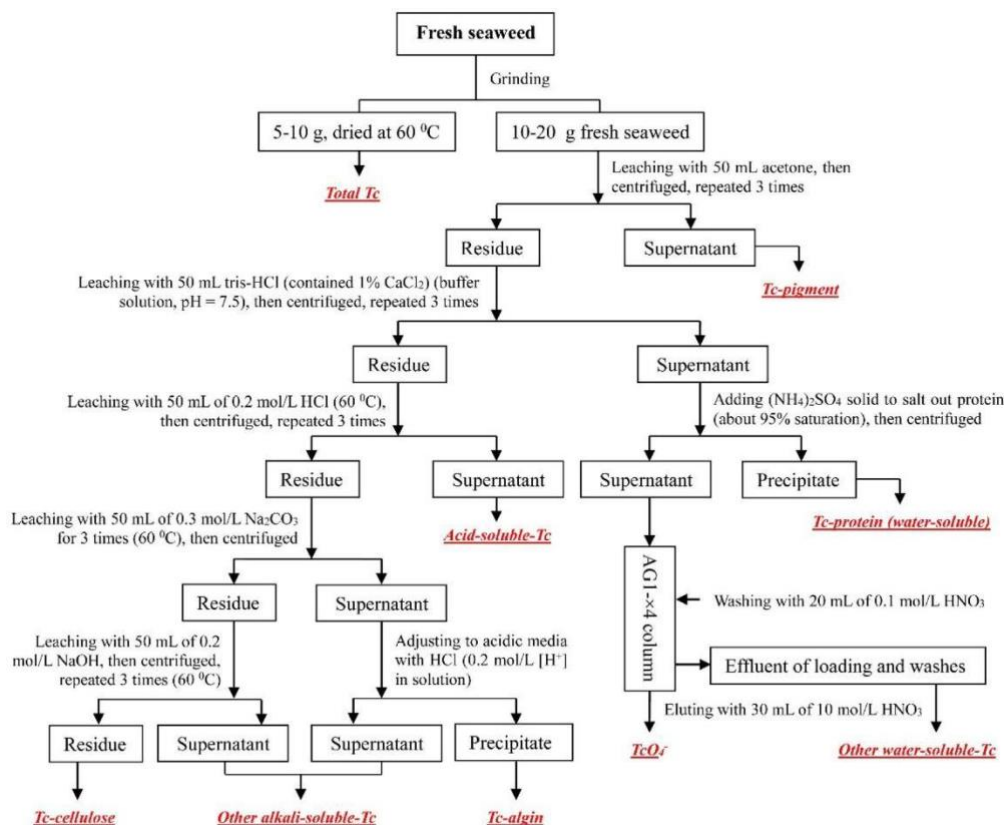 Fresh seaweed
Grinding
5-10 g, dried at 60 ⁰C
10-20 g fresh seaweed
Total Tc
Leaching with 50 mL acetone, then
centrifuged, repeated 3 times
Residue
Supernatant
Leaching with 50 mL tris-HCl (contained 1% CaCl₂) (buffer
solution, pH = 7.5), then centrifuged, repeated 3 times
Tc-pigment
Residue
Supernatant
Leaching with 50 mL of 0.2 mol/L HCl (60 ⁰C),
then centrifuged, repeated 3 times
Adding (NH₄)₂SO₄ solid to salt out protein
(about 95% saturation), then centrifuged
Residue
Supernatant
Supernatant
Precipitate
Leaching with 50 mL of 0.3 mol/L Na₂CO₃
for 3 times (60 ⁰C), then centrifuged
Acid-soluble-Tc
Tc-protein (water-soluble)
Residue
Supernatant
AG1-×4 column
Washing with 20 mL of 0.1 mol/L HNO₃
Leaching with 50 mL of 0.2
mol/L NaOH, then centrifuged,
repeated 3 times (60 ⁰C)
Adjusting to acidic media
with HCl (0.2 mol/L [H⁺]
in solution)
Effluent of loading and washes
Eluting with 30 mL of 10 mol/L HNO₃
Residue
Supernatant
Supernatant
Precipitate
TcO₄⁻
Other water-soluble-Tc
Tc-cellulose
Other alkali-soluble-Tc
Tc-algin